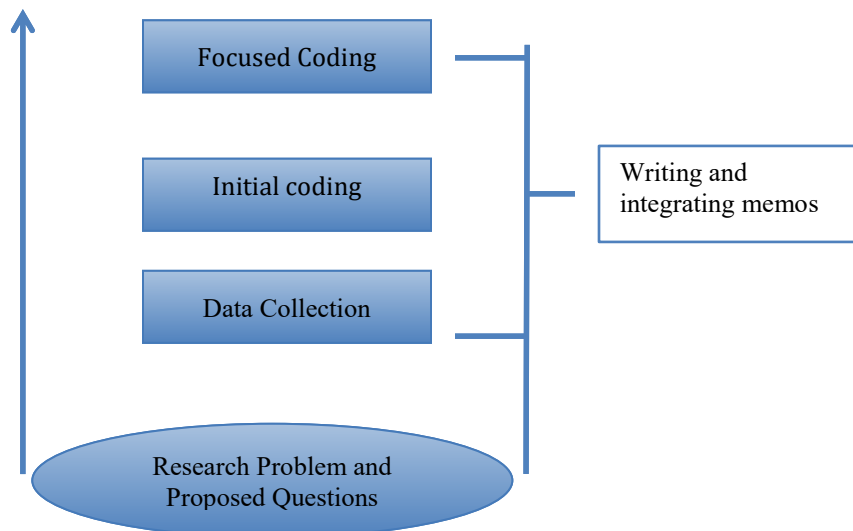 Focused Coding
Initial coding
Writing and
integrating memos
Data Collection
Research Problem and
Proposed Questions